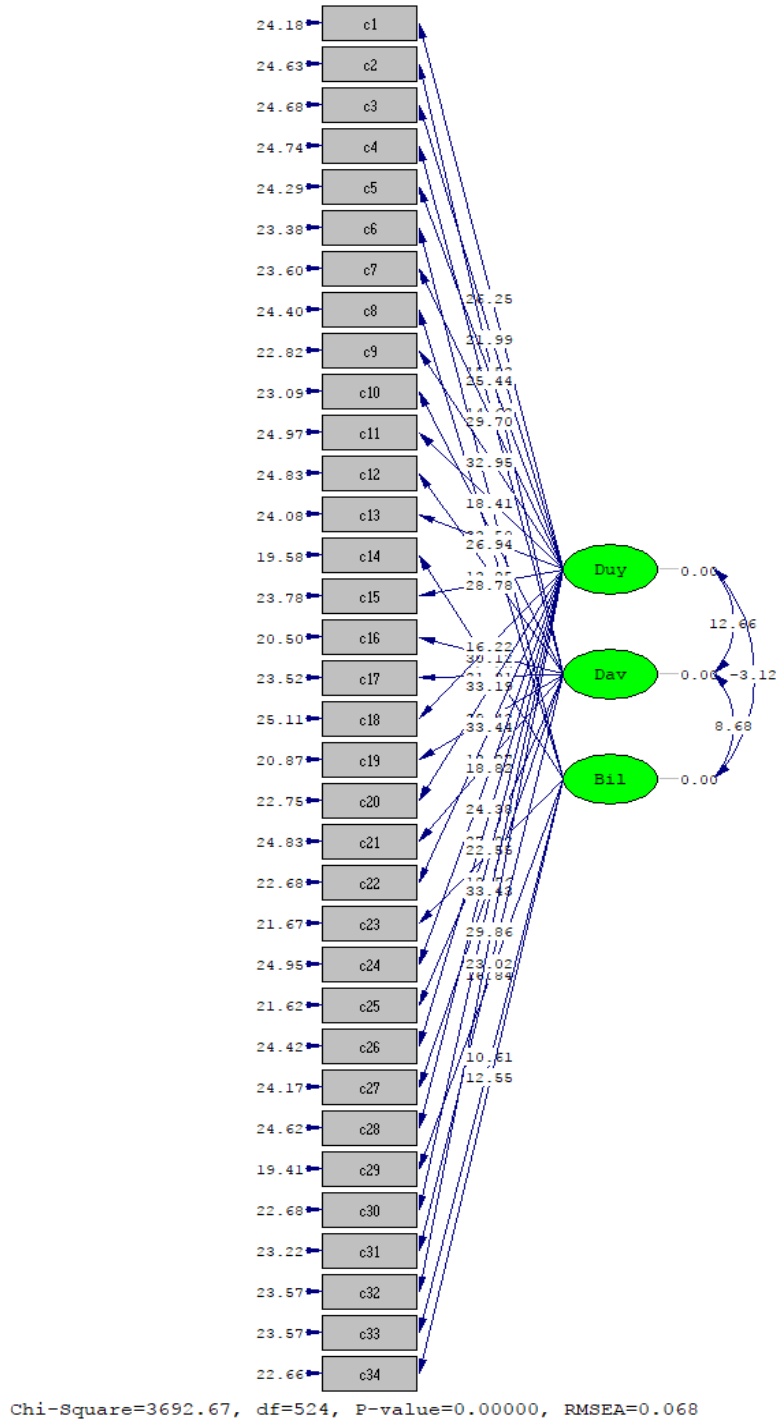 24.18 c1
24.63 c2
24.68 c3
24.74 c4
24.29 c5
23.38 c6
23.60 c7
24.40 c8
26.25
22.82 c9
21.99
25.44
23.09 c10
29.70
24.97 c11
32.95
24.83 c12
18.41
24.08 c13
26.94
19.58 c14
Duy 0.00
23.78 c15
28.78
12.66
20.50 c16
16.22
23.52 c17
33.19
Dav 0.00 -3.12
25.11 c18
33.44
8.68
20.87 c19
18.82
Bil 0.00
22.75 c20
24.38
24.83 c21
22.55
22.68 c22
33.43
21.67 c23
29.86
24.95 c24
23.02
21.62 c25
24.42 c26
10.61
24.17 c27
12.55
24.62 c28
19.41 c29
22.68 c30
23.22 c31
23.57 c32
23.57 c33
22.66 c34
Chi-Square=3692.67, df=524, P-value=0.00000, RMSEA=0.068